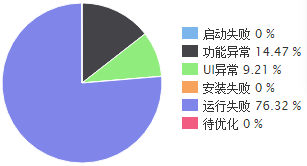 启动失败 0 %
功能异常 14.47 %
UI异常 9.21 %
安装失败 0 %
运行失败 76.32 %
待优化 0 %